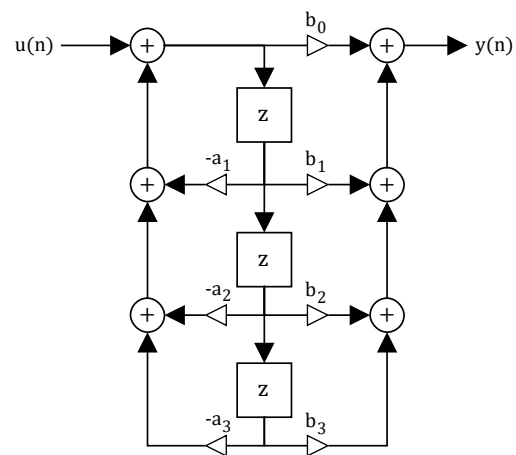 u(n) + b₀ + y(n)
z
+ -a₁ b₁ +
z
+ -a₂ b₂ +
z
-a₃ b₃